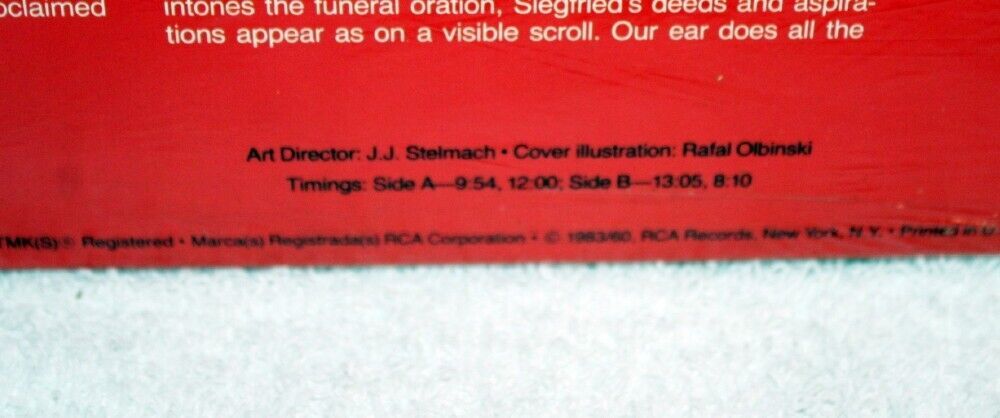 oclaimed
intones the funeral oration, Siegfried's deeds and aspira-
tions appear as on a visible scroll. Our ear does all the
Art Director: J.J. Stelmach • Cover illustration: Rafal Olbinski
Timings: Side A—9:54, 12:00; Side B—13:05, 8:10
TMK(S)® Registered • Marca(s) Registrada(s) RCA Corporation • © 1983/60, RCA Records, New York, N.Y. • Printed in U.